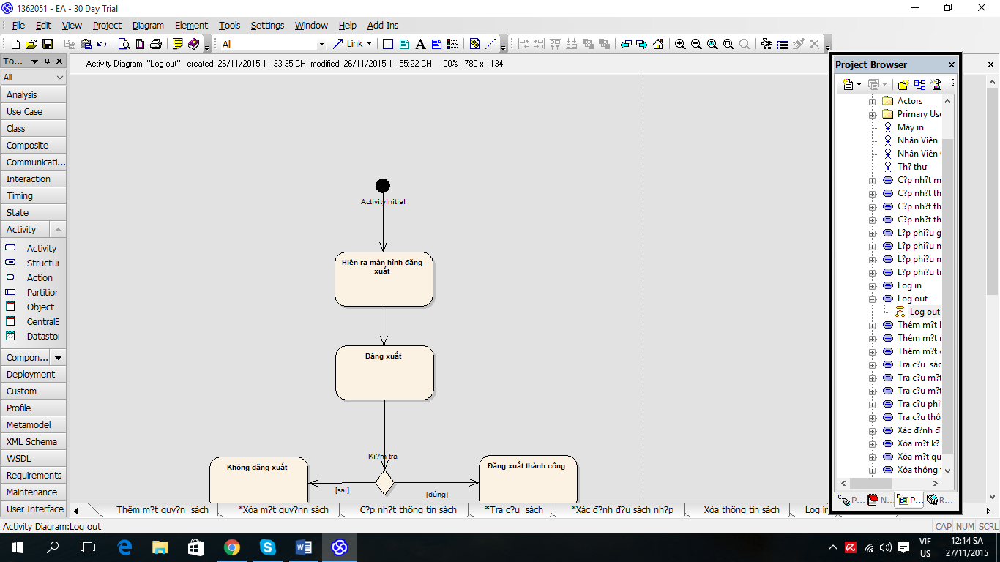 1362051 - EA - 30 Day Trial
File Edit View Project Diagram Element Tools Settings Window Help Add-Ins
All Link A
To...
All
Analysis
Use Case
Class
Composite
Communicati...
Interaction
Timing
State
Activity
Activity
Structur
Action
Partition
Object
CentralB
Datastor
Compon...
Deployment
Custom
Profile
Metamodel
XML Schema
WSDL
Requirements
Maintenance
User Interface
Activity Diagram: "Log out" created: 26/11/2015 11:33:35 CH modified: 26/11/2015 11:55:22 CH 100% 780 x 1134
ActivityInitial
Hiện ra màn hình đăng
xuất
Đăng xuất
Ki?m tra
Không đăng xuất
[sai]
[đúng]
Đăng xuất thành công
Project Browser
Actors
Primary Use
Máy in
Nhân Viên
Nhân Viên
Th? thư
C?p nh?t m
C?p nh?t th
C?p nh?t th
C?p nh?t th
L?p phi?u g
L?p phi?u m
L?p phi?u n
L?p phi?u tr
Log in
Log out
Log out
Thêm m?t k
Thêm m?t
Thêm m?t
Tra c?u sác
Tra c?u m?t
Tra c?u m?t
Tra c?u phi?
Tra c?u thô
Xác đ?nh đ?
Xóa m?t k?
Xóa m?t qu
Xóa thông t
P... N... P... R...
Thêm m?t quy?n sách *Xóa m?t quy?nn sách C?p nh?t thông tin sách *Tra c?u sách *Xác đ?nh đ?u sách nh?p Xóa thông tin sách Log in
Activity Diagram:Log out CAP NUM SCRL
VIE 12:14 SA
US 27/11/2015